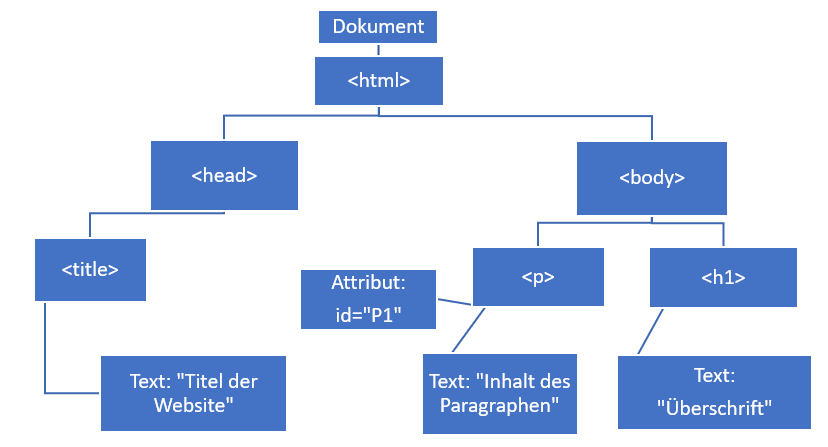 Dokument
<html>
<head>
<body>
<title>
Attribut:
id="P1"
<p>
<h1>
Text: "Titel der
Website"
Text: "Inhalt des
Paragraphen"
Text:
"Überschrift"